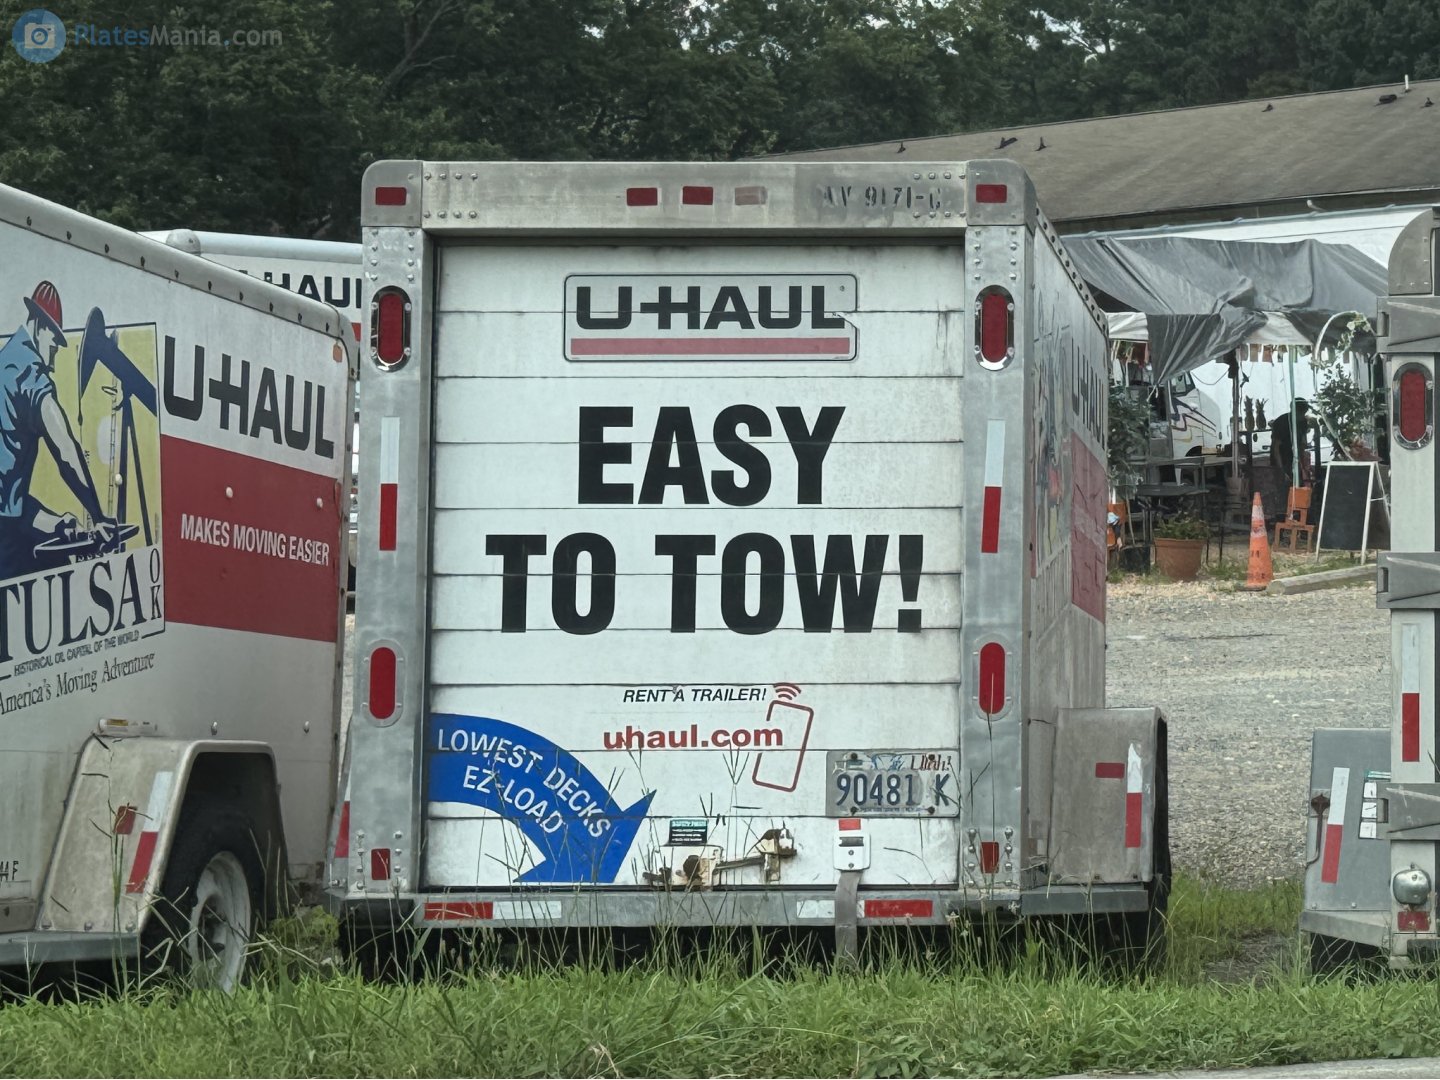 PlatesMania.com
AV 9171-C
U-HAUL
U-HAUL
EASY
TO TOW!
RENT A TRAILER!
uhaul.com
LOWEST DECKS
EZ-LOAD
Utah!
90481 K
U-HAUL
MAKES MOVING EASIER
TULSA OK
HISTORICAL OIL CAPITAL OF THE WORLD
America's Moving Adventure
U-HAUL